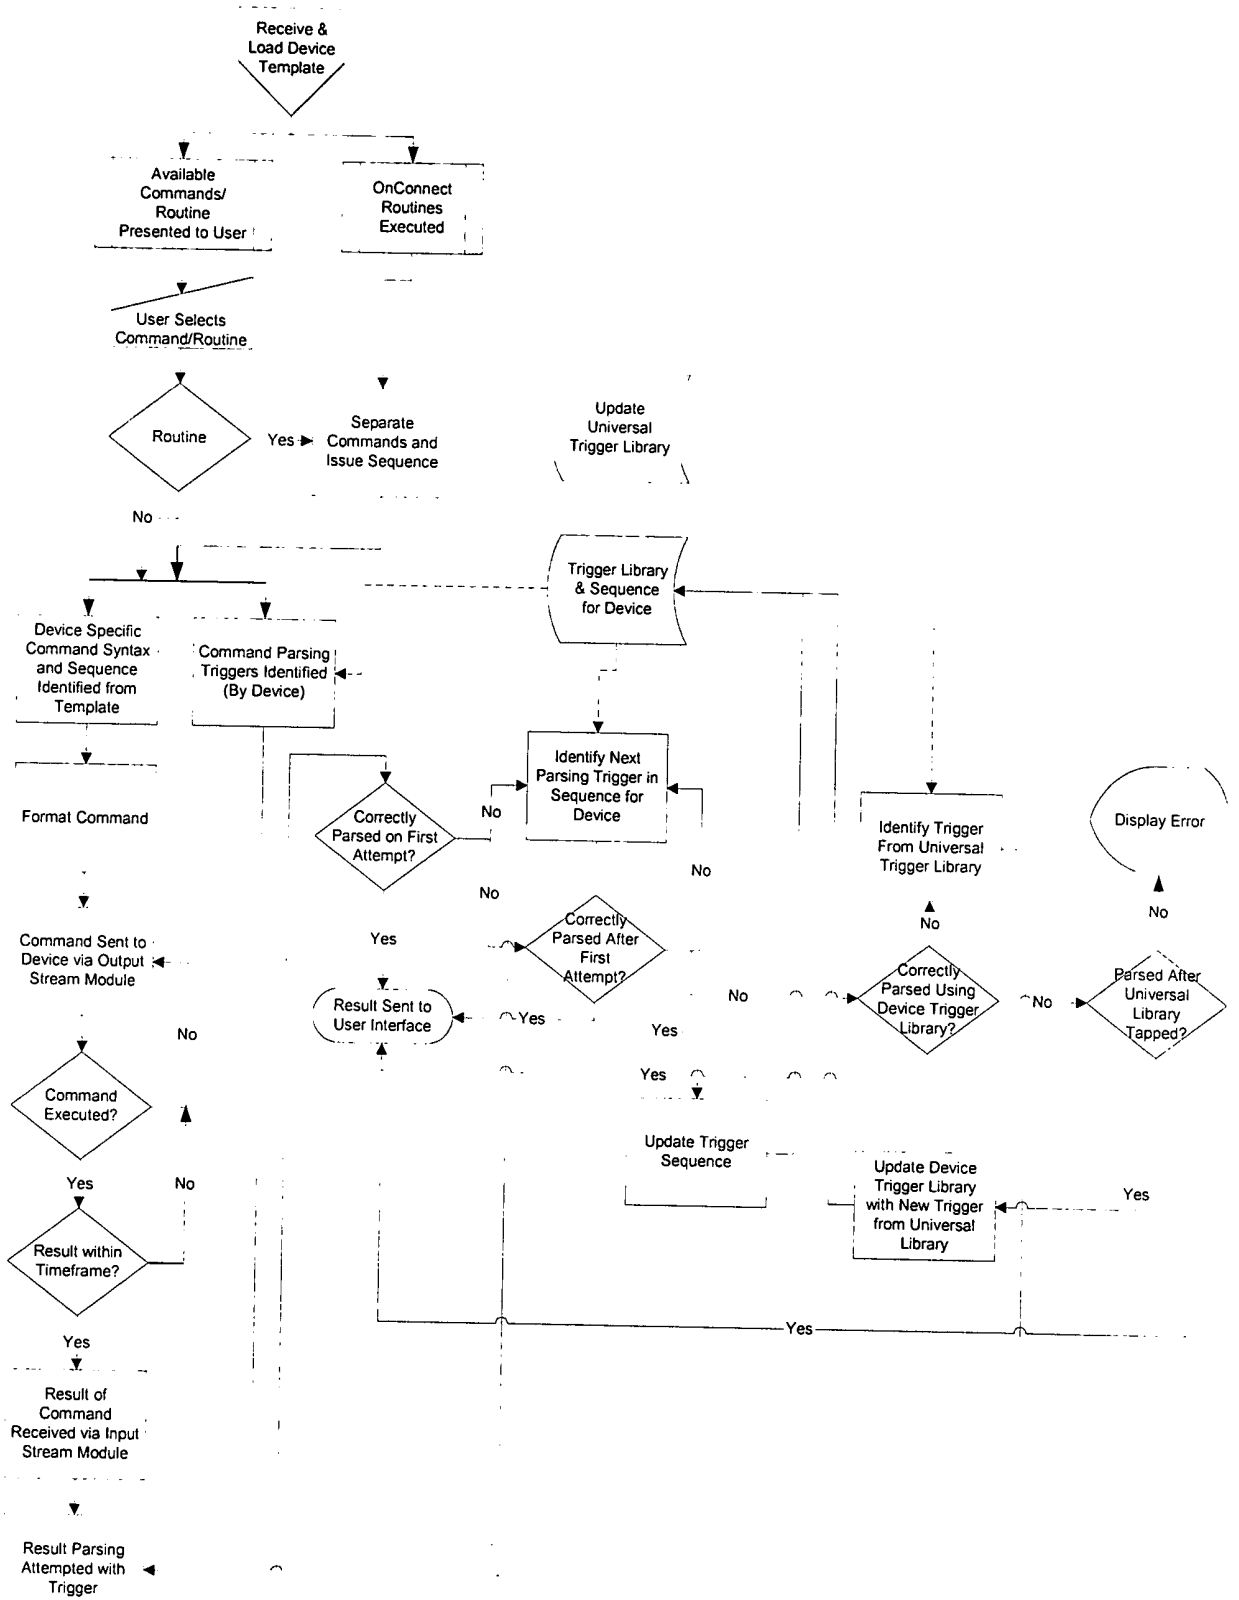 Receive &
Load Device
Template
Available
Commands/
Routine
Presented to User
OnConnect
Routines
Executed
User Selects
Command/Routine
Routine
Yes
Separate
Commands and
Issue Sequence
Update
Universal
Trigger Library
No
Trigger Library
& Sequence
for Device
Device Specific
Command Syntax
and Sequence
Identified from
Template
Command Parsing
Triggers Identified
(By Device)
Identify Next
Parsing Trigger in
Sequence for
Device
Format Command
Correctly
Parsed on First
Attempt?
No
Identify Trigger
From Universal
Trigger Library
Display Error
No
No
No
No
Yes
Correctly
Parsed After
First
Attempt?
Command Sent to
Device via Output
Stream Module
Result Sent to
User Interface
Yes
No
Correctly
Parsed Using
Device Trigger
Library?
No
Parsed After
Universal
Library
Tapped?
No
Yes
Yes
Command
Executed?
Update Trigger
Sequence
Update Device
Trigger Library
with New Trigger
from Universal
Library
Yes
Yes
No
Result within
Timeframe?
Yes
Yes
Result of
Command
Received via Input
Stream Module
Result Parsing
Attempted with
Trigger